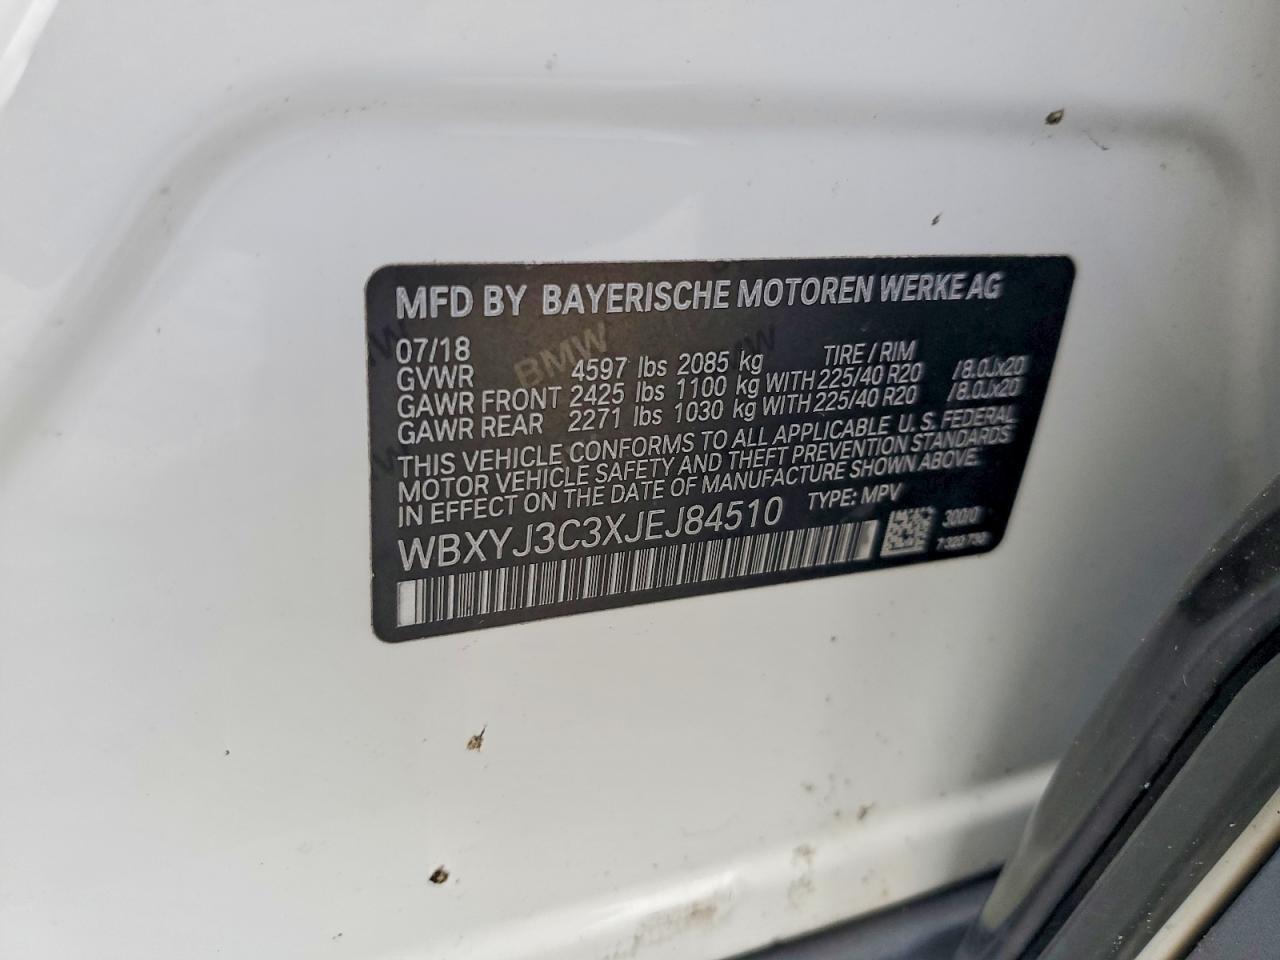 MFD BY BAYERISCHE MOTOREN WERKE AG
07/18 TIRE / RIM
GVWR 4597 lbs 2085 kg
GAWR FRONT 2425 lbs 1100 kg WITH 225/40 R20 /8.0Jx20
GAWR REAR 2271 lbs 1030 kg WITH 225/40 R20 /8.0Jx20
THIS VEHICLE CONFORMS TO ALL APPLICABLE U.S. FEDERAL
MOTOR VEHICLE SAFETY AND THEFT PREVENTION STANDARDS
IN EFFECT ON THE DATE OF MANUFACTURE SHOWN ABOVE.
WBXYJ3C3XJEJ84510 TYPE: MPV
300/0
BMW